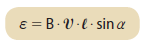 ε = B · v · ℓ · sin α